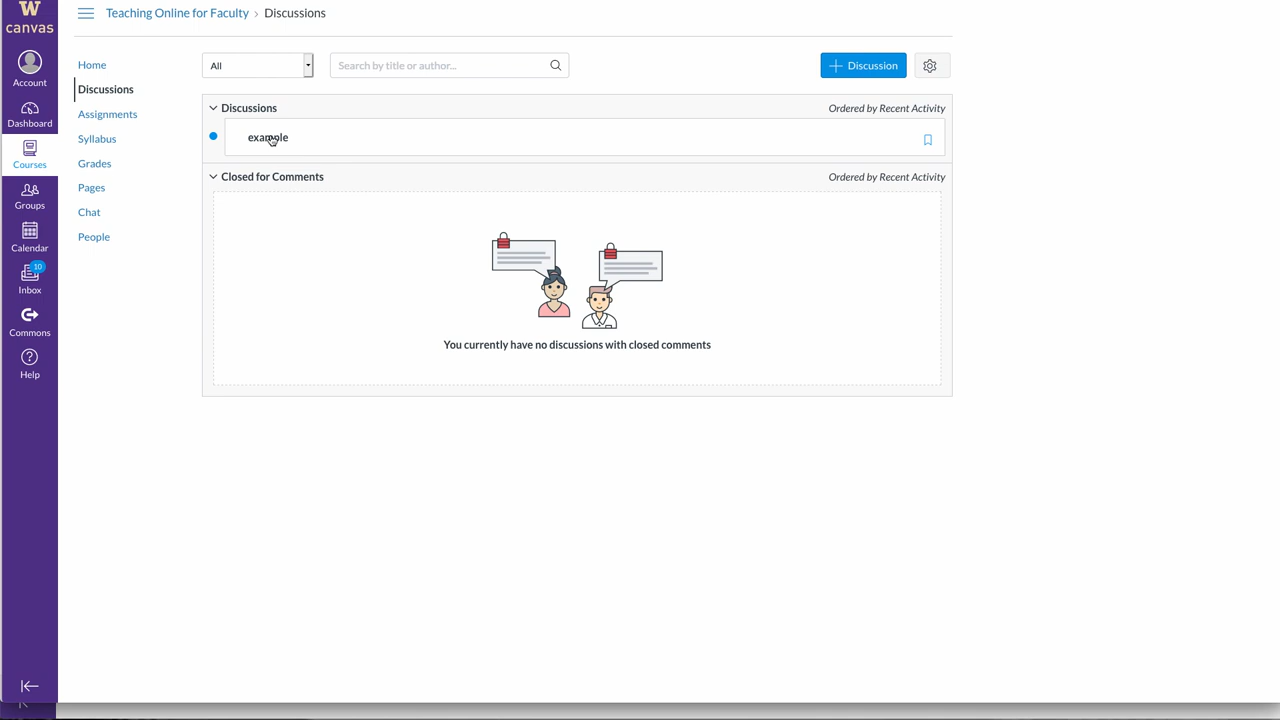 W
canvas
Account
Dashboard
Courses
Groups
Calendar
10
Inbox
Commons
Help
Teaching Online for Faculty › Discussions
Home
Discussions
Assignments
Syllabus
Grades
Pages
Chat
People
All
Search by title or author...
+ Discussion
Discussions
Ordered by Recent Activity
example
Closed for Comments
Ordered by Recent Activity
You currently have no discussions with closed comments